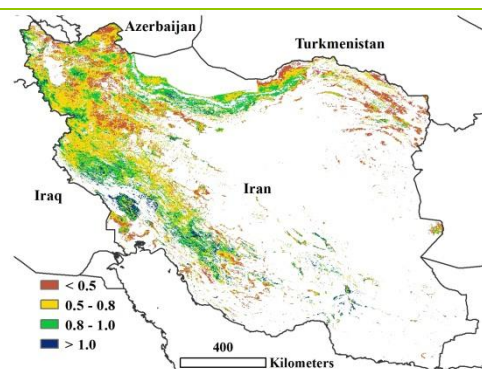 Azerbaijan
Turkmenistan
Iraq
Iran
< 0.5
0.5 - 0.8
0.8 - 1.0
> 1.0
400
Kilometers